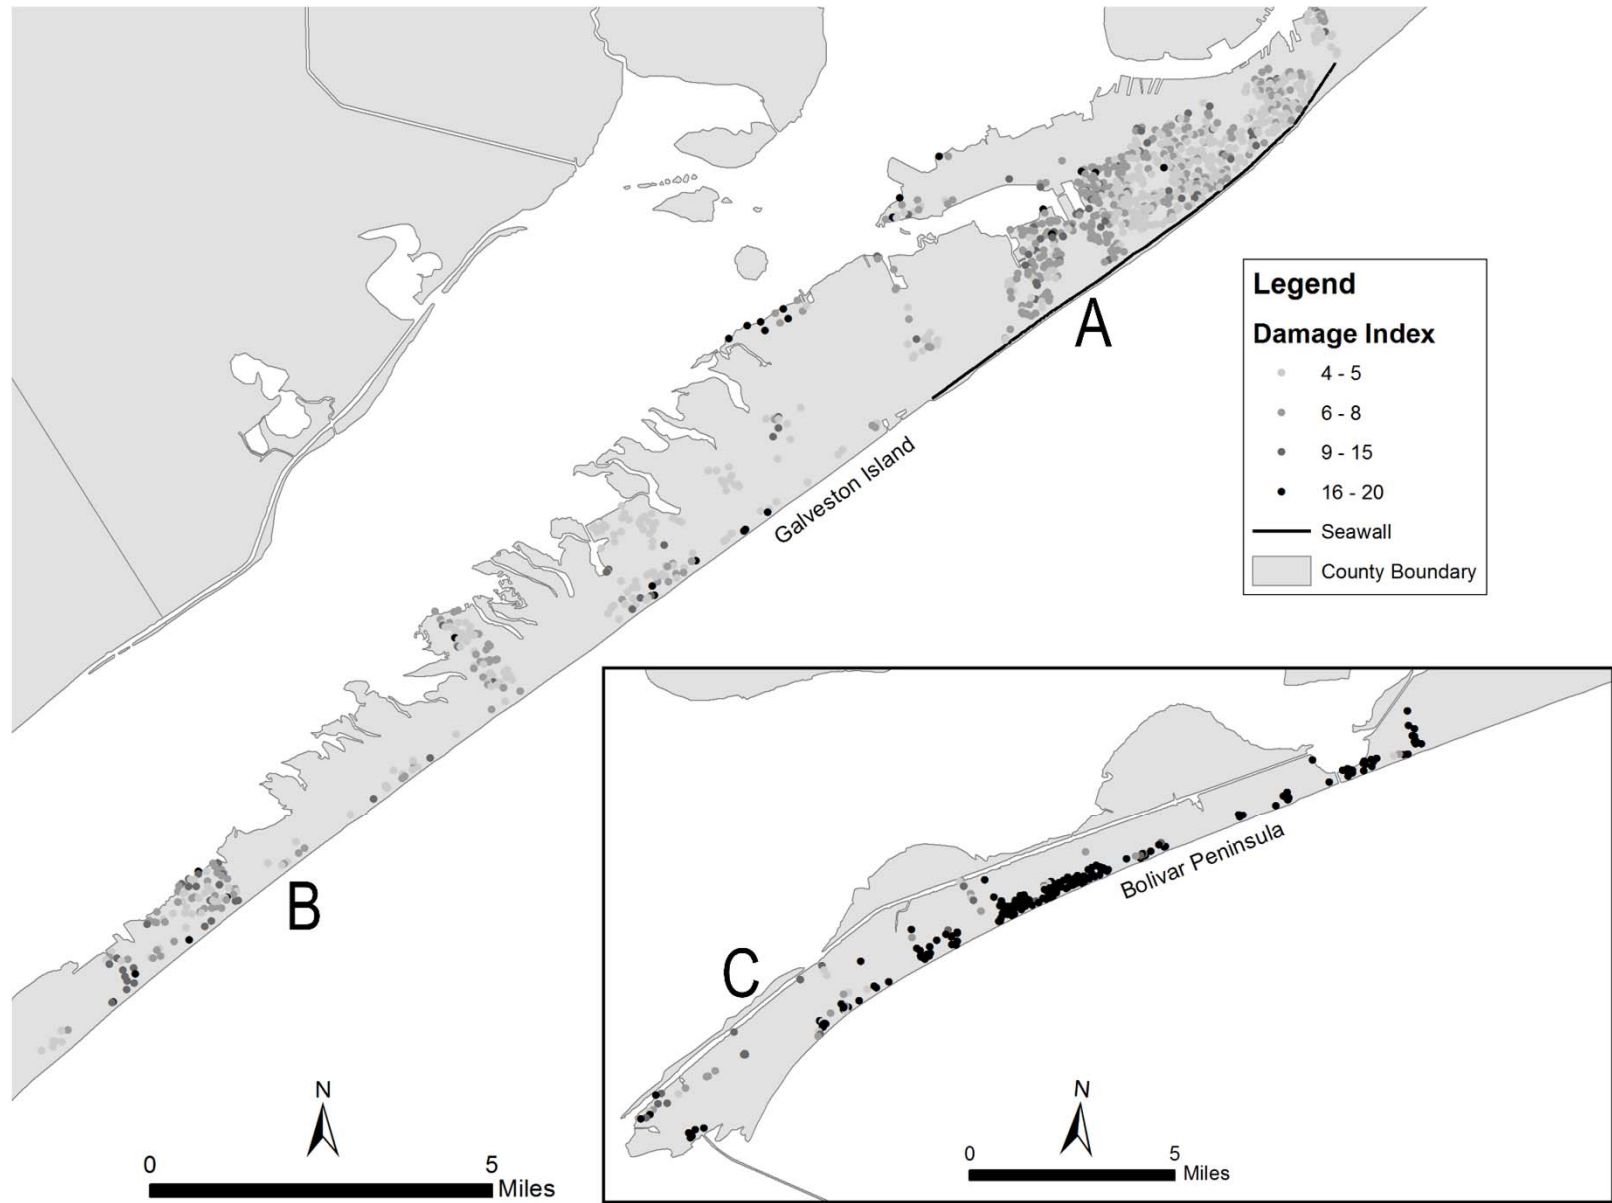 A
Legend
Damage Index
4 - 5
6 - 8
9 - 15
16 - 20
Seawall
County Boundary
Galveston Island
B
Bolivar Peninsula
C
N
0 5
Miles
N
0 5
Miles